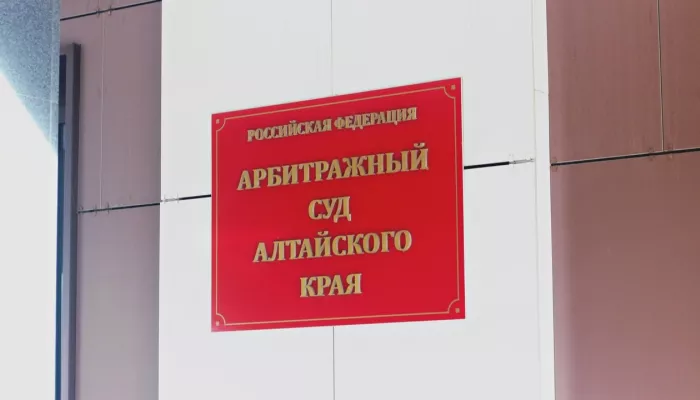 РОССИЙСКАЯ ФЕДЕРАЦИЯ
АРБИТРАЖНЫЙ
СУД
АЛТАЙСКОГО
КРАЯ